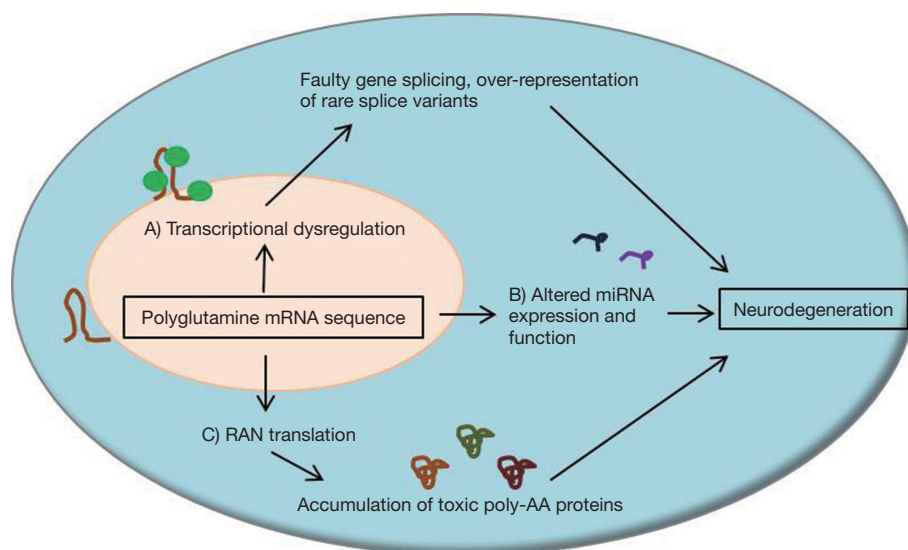 Faulty gene splicing, over-representation
of rare splice variants
A) Transcriptional dysregulation
Polyglutamine mRNA sequence
B) Altered miRNA
expression and
function
Neurodegeneration
C) RAN translation
Accumulation of toxic poly-AA proteins